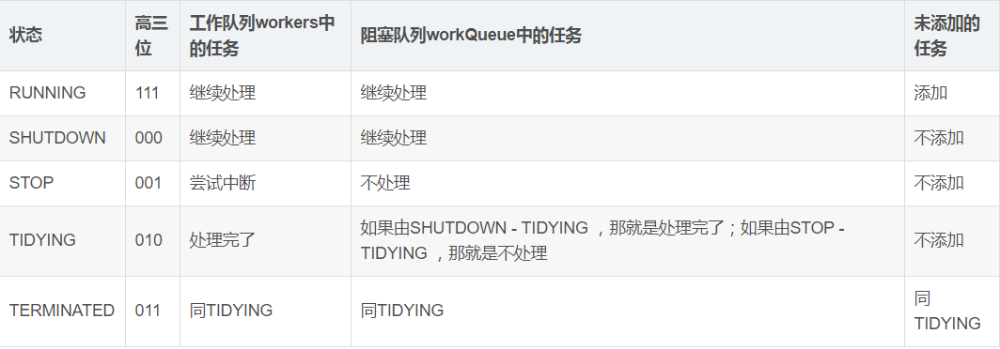 状态
高三
位
工作队列workers中
的任务
阻塞队列workQueue中的任务
未添加的
任务
RUNNING 111 继续处理 继续处理 添加
SHUTDOWN 000 继续处理 继续处理 不添加
STOP 001 尝试中断 不处理 不添加
TIDYING 010 处理完了
如果由SHUTDOWN - TIDYING ，那就是处理完了；如果由STOP -
TIDYING ，那就是不处理
不添加
TERMINATED 011 同TIDYING 同TIDYING
同
TIDYING